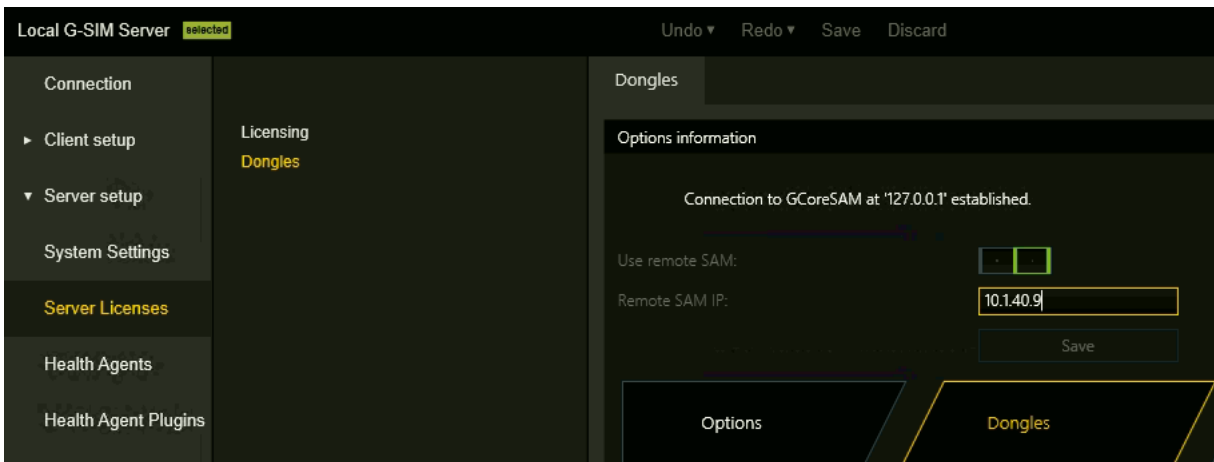 Local G-SIM Server selected
Undo ▾ Redo ▾ Save Discard
Connection
▸ Client setup
▾ Server setup
System Settings
Server Licenses
Health Agents
Health Agent Plugins
Licensing
Dongles
Dongles
Options information
Connection to GCoreSAM at '127.0.0.1' established.
Use remote SAM:
Remote SAM IP: 10.1.40.9
Save
Options Dongles